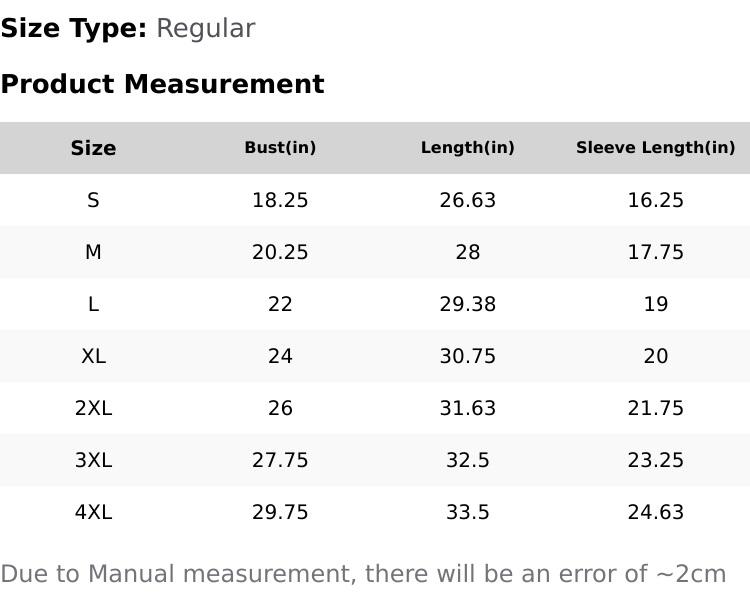 Size Type: Regular
Product Measurement
Size Bust(in) Length(in) Sleeve Length(in)
S 18.25 26.63 16.25
M 20.25 28 17.75
L 22 29.38 19
XL 24 30.75 20
2XL 26 31.63 21.75
3XL 27.75 32.5 23.25
4XL 29.75 33.5 24.63
Due to Manual measurement, there will be an error of ~2cm